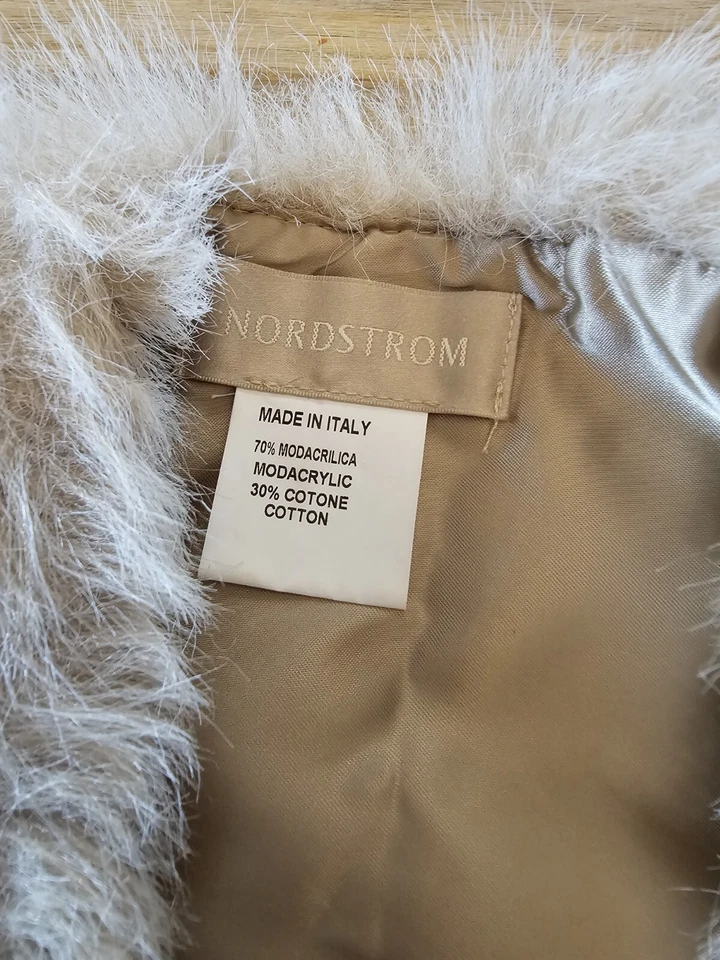 NORDSTROM
MADE IN ITALY
70% MODACRILICA
MODACRYLIC
30% COTONE
COTTON